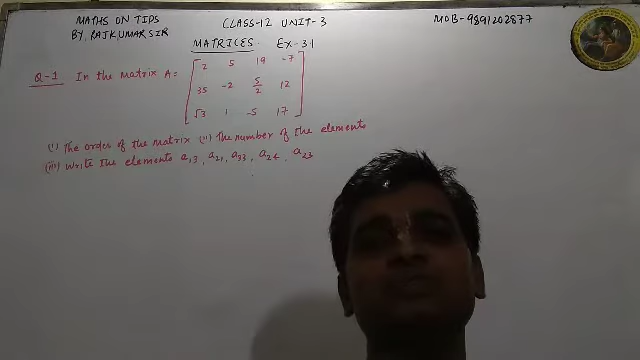 MATHS ON TIPS
BY. RAJKUMAR SIR
CLASS-12 UNIT-3
MOB-9891202877
MATRICES. EX-3.1
Q-1 In the matrix A =
2 5 19 -7
35 -2 5/2 12
√3 1 -5 17
(i) The order of the matrix (ii) The number of the elements
(iii) Write the elements a13, a21, a33, a24, a23